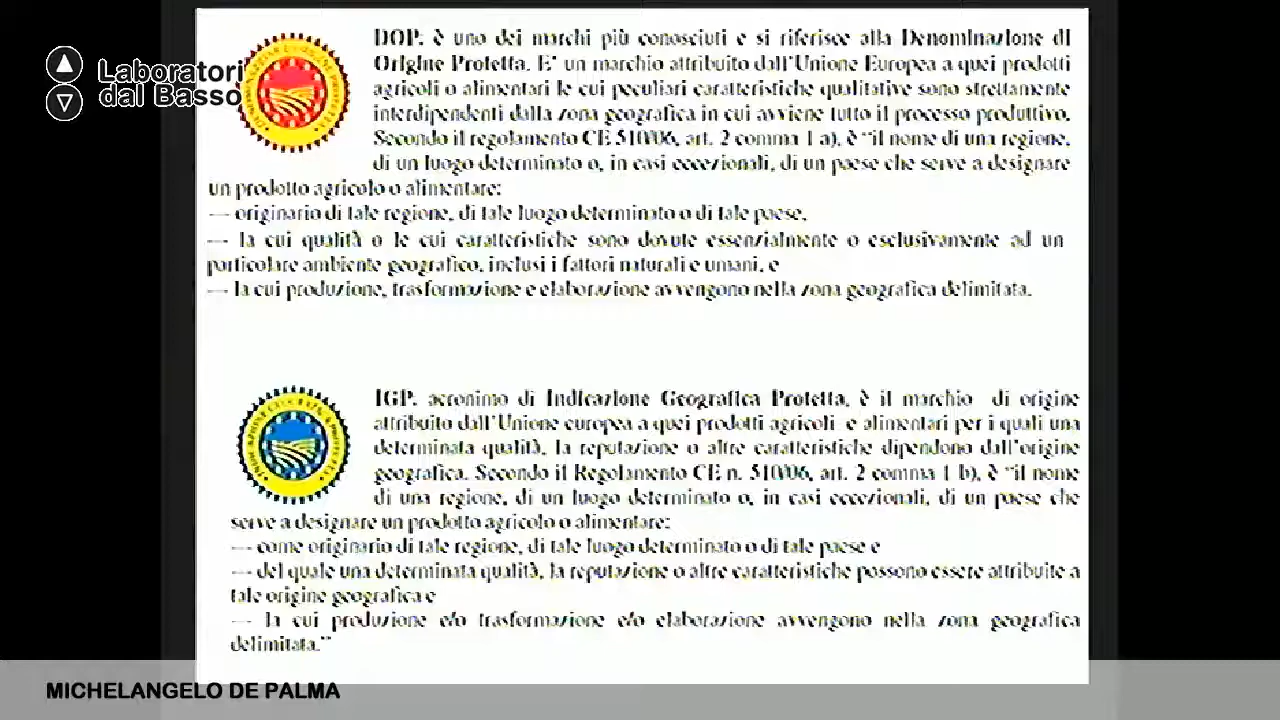 Laboratori
dal Basso
DOP: è uno dei marchi più conosciuti e si riferisce alla Denominazione di
Origine Protetta. E' un marchio attribuito dall'Unione Europea a quei prodotti
agricoli o alimentari le cui peculiari caratteristiche qualitative sono strettamente
interdipendenti dalla zona geografica in cui avviene tutto il processo produttivo.
Secondo il regolamento CE 510/06, art. 2 comma 1 a), è "il nome di una regione,
di un luogo determinato o, in casi eccezionali, di un paese che serve a designare
un prodotto agricolo o alimentare:
— originario di tale regione, di tale luogo determinato o di tale paese,
— la cui qualità o le cui caratteristiche sono dovute essenzialmente o esclusivamente ad un
particolare ambiente geografico, inclusi i fattori naturali e umani, e
— la cui produzione, trasformazione e elaborazione avvengono nella zona geografica delimitata.
IGP: acronimo di Indicazione Geografica Protetta, è il marchio di origine
attribuito dall'Unione europea a quei prodotti agricoli e alimentari per i quali una
determinata qualità, la reputazione o altre caratteristiche dipendono dall'origine
geografica. Secondo il Regolamento CE n. 510/06, art. 2 comma 1 b), è "il nome
di una regione, di un luogo determinato o, in casi eccezionali, di un paese che
serve a designare un prodotto agricolo o alimentare:
— come originario di tale regione, di tale luogo determinato o di tale paese e
— del quale una determinata qualità, la reputazione o altre caratteristiche possono essere attribuite a
tale origine geografica e
— la cui produzione e/o trasformazione e/o elaborazione avvengono nella zona geografica
delimitata."
MICHELANGELO DE PALMA